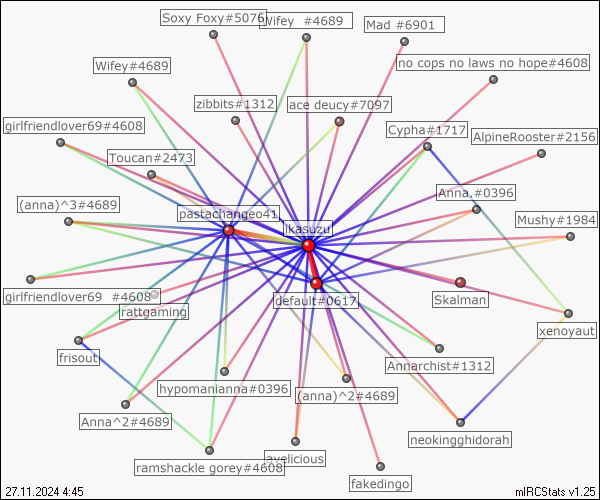 Soxy Foxy#5076
Wifey #4689
Mad #6901
no cops no laws no hope#4608
Wifey#4689
zibbits#1312
ace deucy#7097
girlfriendlover69#4608
Cypha#1717
AlpineRooster#2156
Toucan#2473
Anna,#0396
(anna)^3#4689
pastachangeo41
likasuzu
Mushy#1984
girlfriendlover69 #4608
default#0617
Skalman
rattgaming
xenoyaut
frisout
Annarchist#1312
hypomanianna#0396
(anna)^2#4689
Anna^2#4689
neokingghidorah
ramshackle gorey#4608
avelicious
fakedingo
27.11.2024 4:45
mIRCStats v1.25